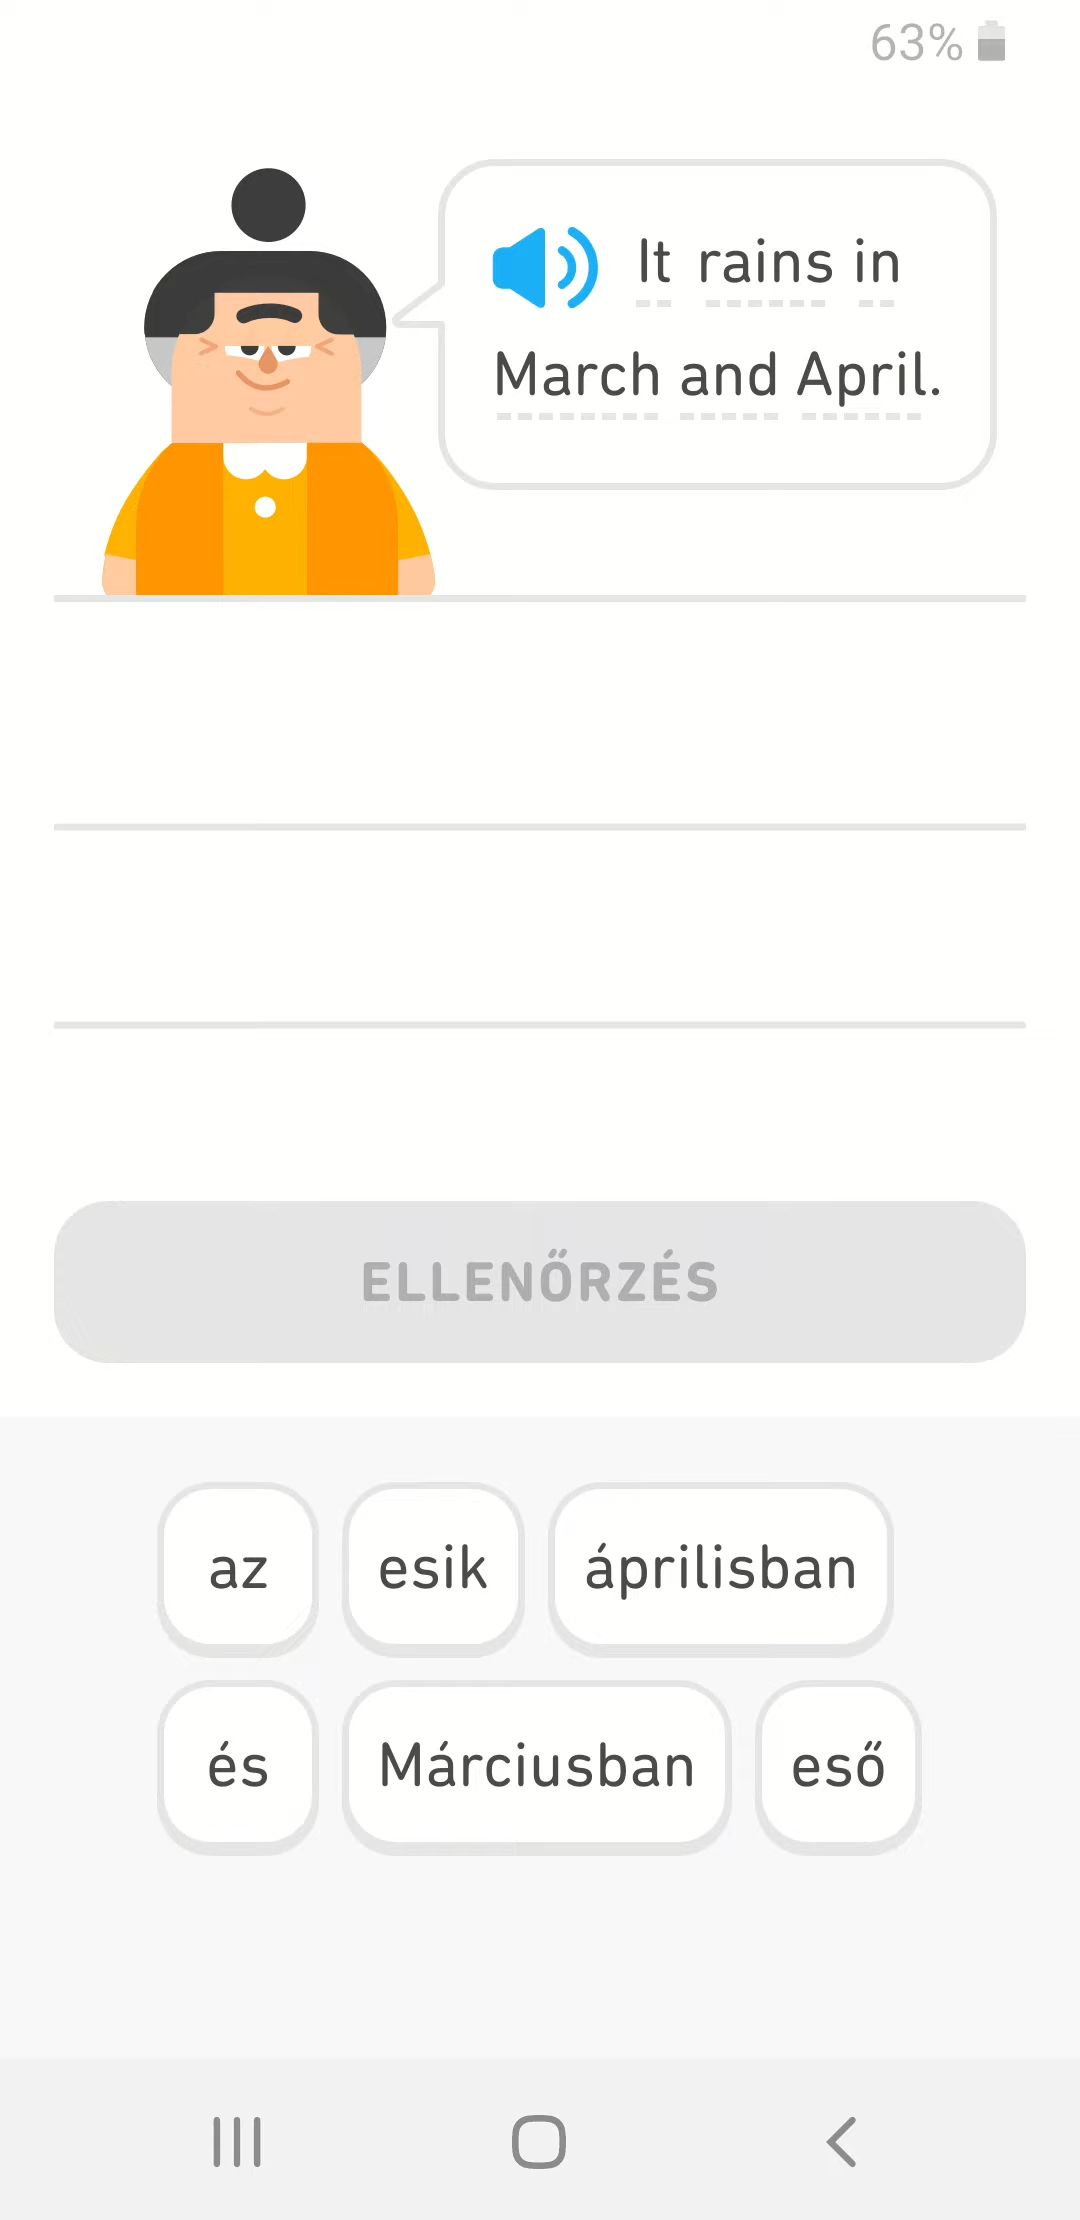 63%
It rains in
March and April.
ELLENŐRZÉS
az esik áprilisban
és Márciusban eső